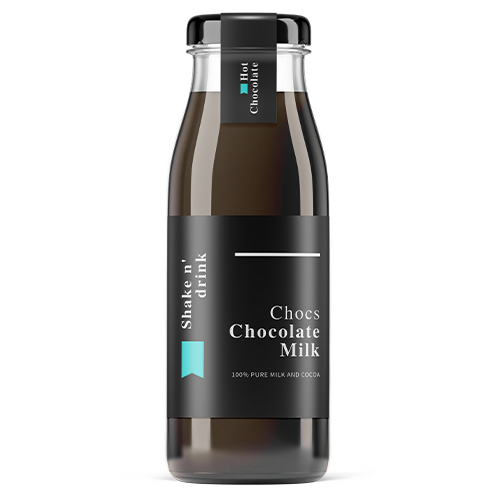 Hot
Chocolate
Shake n'
drink
Chocs
Chocolate
Milk
100% PURE MILK AND COCOA